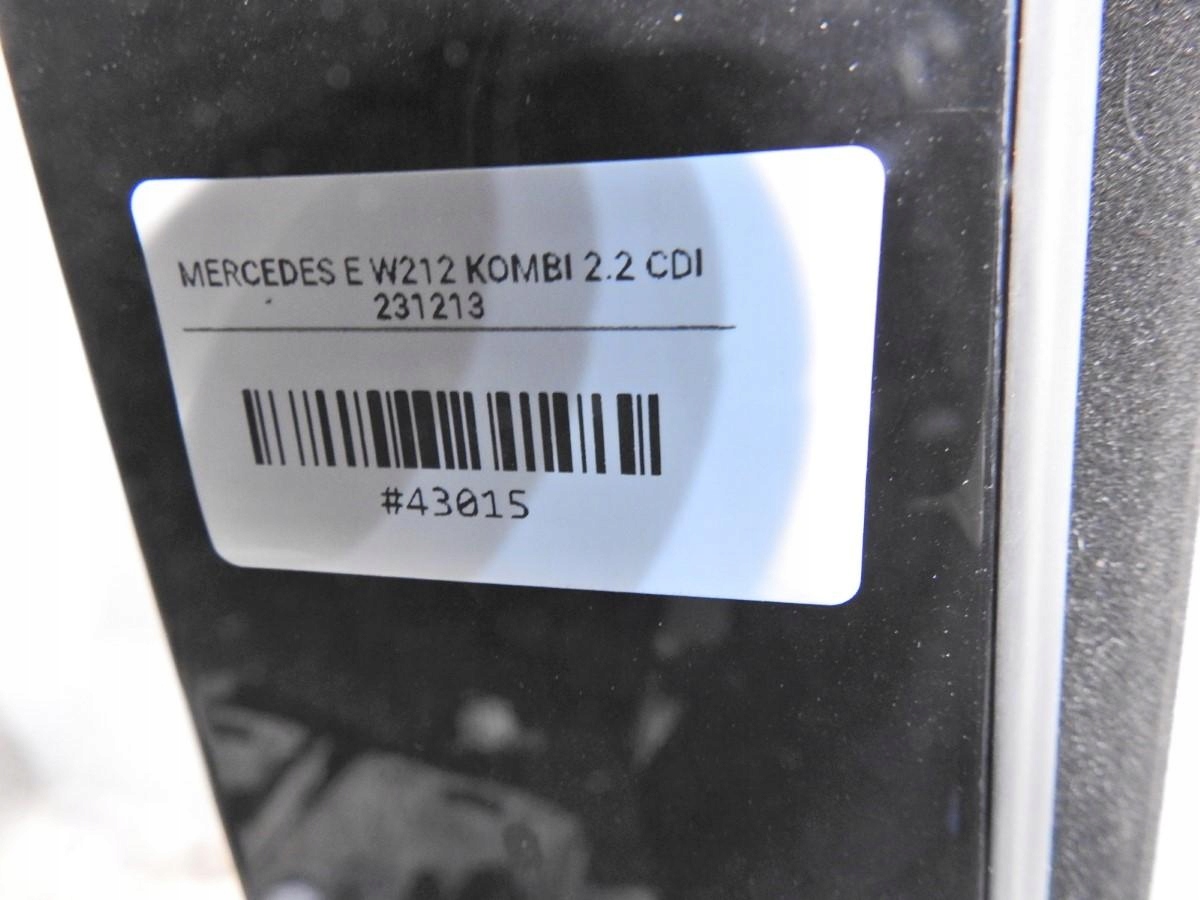 MERCEDES E W212 KOMBI 2.2 CDI
231213
#43015